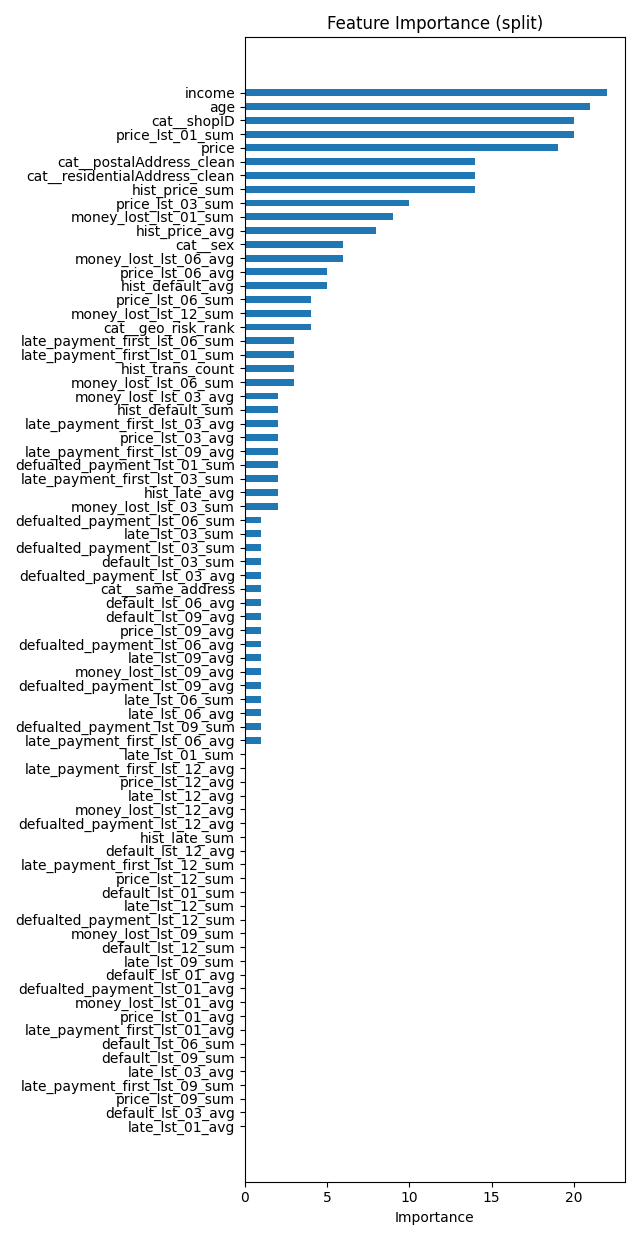 Feature Importance (split)
income
age
cat__shopID
price_lst_01_sum
price
cat__postalAddress_clean
cat__residentialAddress_clean
hist_price_sum
price_lst_03_sum
money_lost_lst_01_sum
hist_price_avg
cat__sex
money_lost_lst_06_avg
price_lst_06_avg
hist_default_avg
price_lst_06_sum
money_lost_lst_12_sum
cat__geo_risk_rank
late_payment_first_lst_06_sum
late_payment_first_lst_01_sum
hist_trans_count
money_lost_lst_06_sum
money_lost_lst_03_avg
hist_default_sum
late_payment_first_lst_03_avg
price_lst_03_avg
late_payment_first_lst_09_avg
defualted_payment_lst_01_sum
late_payment_first_lst_03_sum
hist_late_avg
money_lost_lst_03_sum
defualted_payment_lst_06_sum
late_lst_03_sum
defualted_payment_lst_03_sum
default_lst_03_sum
defualted_payment_lst_03_avg
cat__same_address
default_lst_06_avg
default_lst_09_avg
price_lst_09_avg
defualted_payment_lst_06_avg
late_lst_09_avg
money_lost_lst_09_avg
defualted_payment_lst_09_avg
late_lst_06_sum
late_lst_06_avg
defualted_payment_lst_09_sum
late_payment_first_lst_06_avg
late_lst_01_sum
late_payment_first_lst_12_avg
price_lst_12_avg
late_lst_12_avg
money_lost_lst_12_avg
defualted_payment_lst_12_avg
hist_late_sum
default_lst_12_avg
late_payment_first_lst_12_sum
price_lst_12_sum
default_lst_01_sum
late_lst_12_sum
defualted_payment_lst_12_sum
money_lost_lst_09_sum
default_lst_12_sum
late_lst_09_sum
default_lst_01_avg
defualted_payment_lst_01_avg
money_lost_lst_01_avg
price_lst_01_avg
late_payment_first_lst_01_avg
default_lst_06_sum
default_lst_09_sum
late_lst_03_avg
late_payment_first_lst_09_sum
price_lst_09_sum
default_lst_03_avg
late_lst_01_avg
0 5 10 15 20
Importance